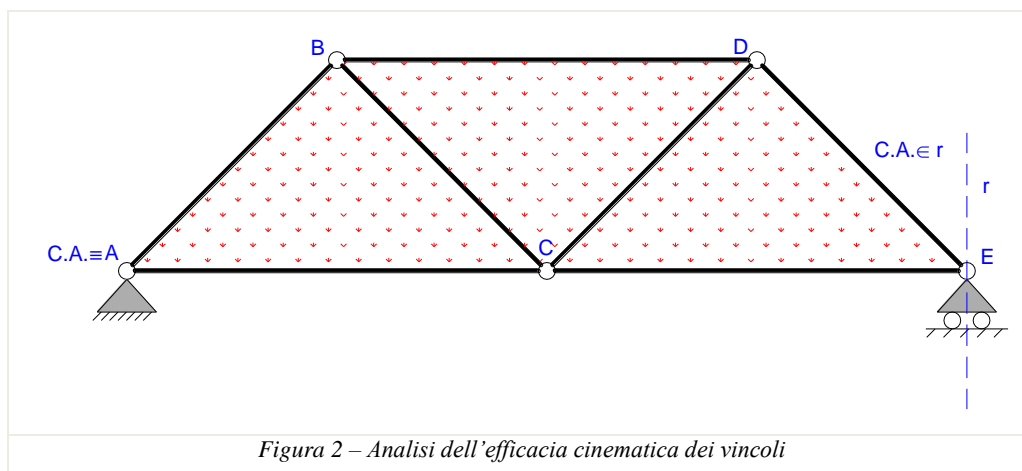 B
D
C.A.∈ r
r
C.A.≡A
C
E
Figura 2 – Analisi dell'efficacia cinematica dei vincoli